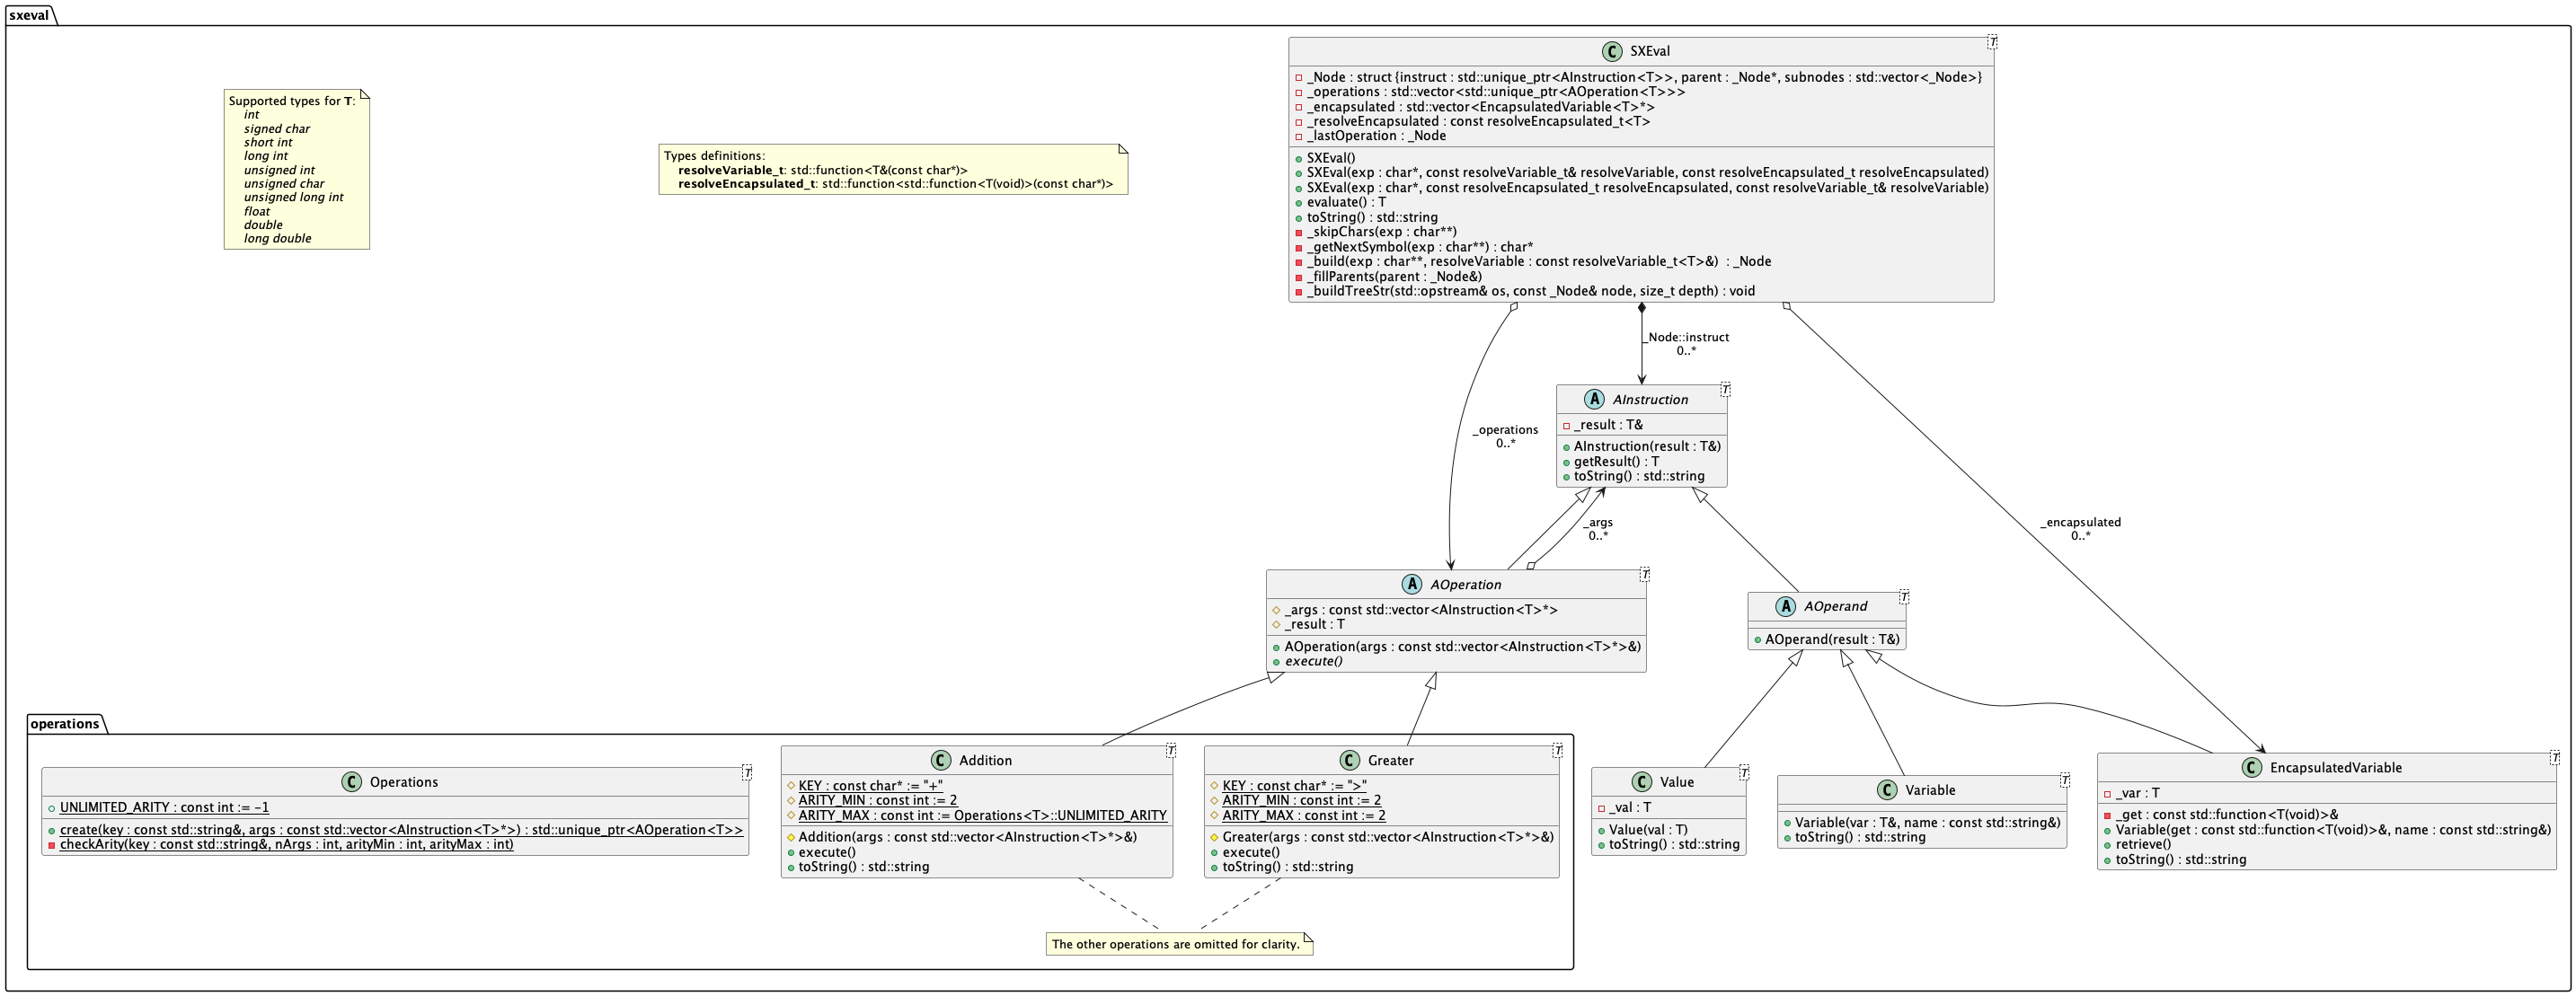 sxeval
SXEval
T
_Node : struct {instruct : std::unique_ptr<AInstruction<T>>, parent : _Node*, subnodes : std::vector<_Node>}
_operations : std::vector<std::unique_ptr<AOperation<T>>>
_encapsulated : std::vector<EncapsulatedVariable<T>*>
_resolveEncapsulated : const resolveEncapsulated_t<T>
_lastOperation : _Node
SXEval()
SXEval(exp : char*, const resolveVariable_t& resolveVariable, const resolveEncapsulated_t resolveEncapsulated)
SXEval(exp : char*, const resolveEncapsulated_t resolveEncapsulated, const resolveVariable_t& resolveVariable)
evaluate() : T
toString() : std::string
_skipChars(exp : char**)
_getNextSymbol(exp : char**) : char*
_build(exp : char**, resolveVariable : const resolveVariable_t<T>&)  : _Node
_fillParents(parent : _Node&)
_buildTreeStr(std::opstream& os, const _Node& node, size_t depth) : void
Supported types for T:
int
signed char
short int
long int
unsigned int
unsigned char
unsigned long int
float
double
long double
Types definitions:
resolveVariable_t: std::function<T&(const char*)>
resolveEncapsulated_t: std::function<std::function<T(void)>(const char*)>
_Node::instruct
0..*
AInstruction
T
_result : T&
AInstruction(result : T&)
getResult() : T
toString() : std::string
_operations
0..*
_args
0..*
_encapsulated
0..*
AOperation
T
_args : const std::vector<AInstruction<T>*>
_result : T
AOperation(args : const std::vector<AInstruction<T>*>&)
execute()
AOperand
T
AOperand(result : T&)
operations
Operations
T
UNLIMITED_ARITY : const int := -1
create(key : const std::string&, args : const std::vector<AInstruction<T>*>) : std::unique_ptr<AOperation<T>>
checkArity(key : const std::string&, nArgs : int, arityMin : int, arityMax : int)
Addition
T
KEY : const char* := "+"
ARITY_MIN : const int := 2
ARITY_MAX : const int := Operations<T>::UNLIMITED_ARITY
Addition(args : const std::vector<AInstruction<T>*>&)
execute()
toString() : std::string
Greater
T
KEY : const char* := ">"
ARITY_MIN : const int := 2
ARITY_MAX : const int := 2
Greater(args : const std::vector<AInstruction<T>*>&)
execute()
toString() : std::string
Value
T
_val : T
Value(val : T)
toString() : std::string
Variable
T
Variable(var : T&, name : const std::string&)
toString() : std::string
EncapsulatedVariable
T
_var : T
_get : const std::function<T(void)>&
Variable(get : const std::function<T(void)>&, name : const std::string&)
retrieve()
toString() : std::string
The other operations are omitted for clarity.